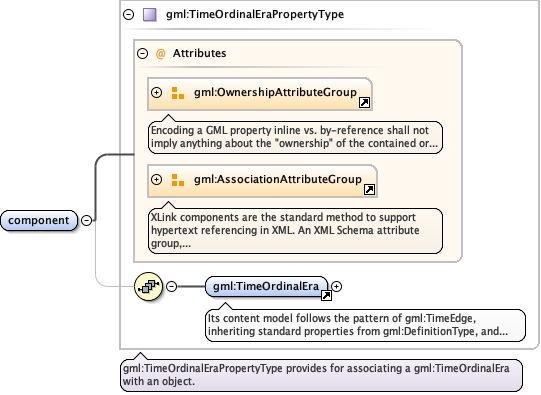 gml:TimeOrdinalEraPropertyType
@ Attributes
gml:OwnershipAttributeGroup
Encoding a GML property inline vs. by-reference shall not
imply anything about the "ownership" of the contained or...
gml:AssociationAttributeGroup
XLink components are the standard method to support
hypertext referencing in XML. An XML Schema attribute
group,...
component
gml:TimeOrdinalEra
Its content model follows the pattern of gml:TimeEdge,
inheriting standard properties from gml:DefinitionType, and...
gml:TimeOrdinalEraPropertyType provides for associating a gml:TimeOrdinalEra
with an object.